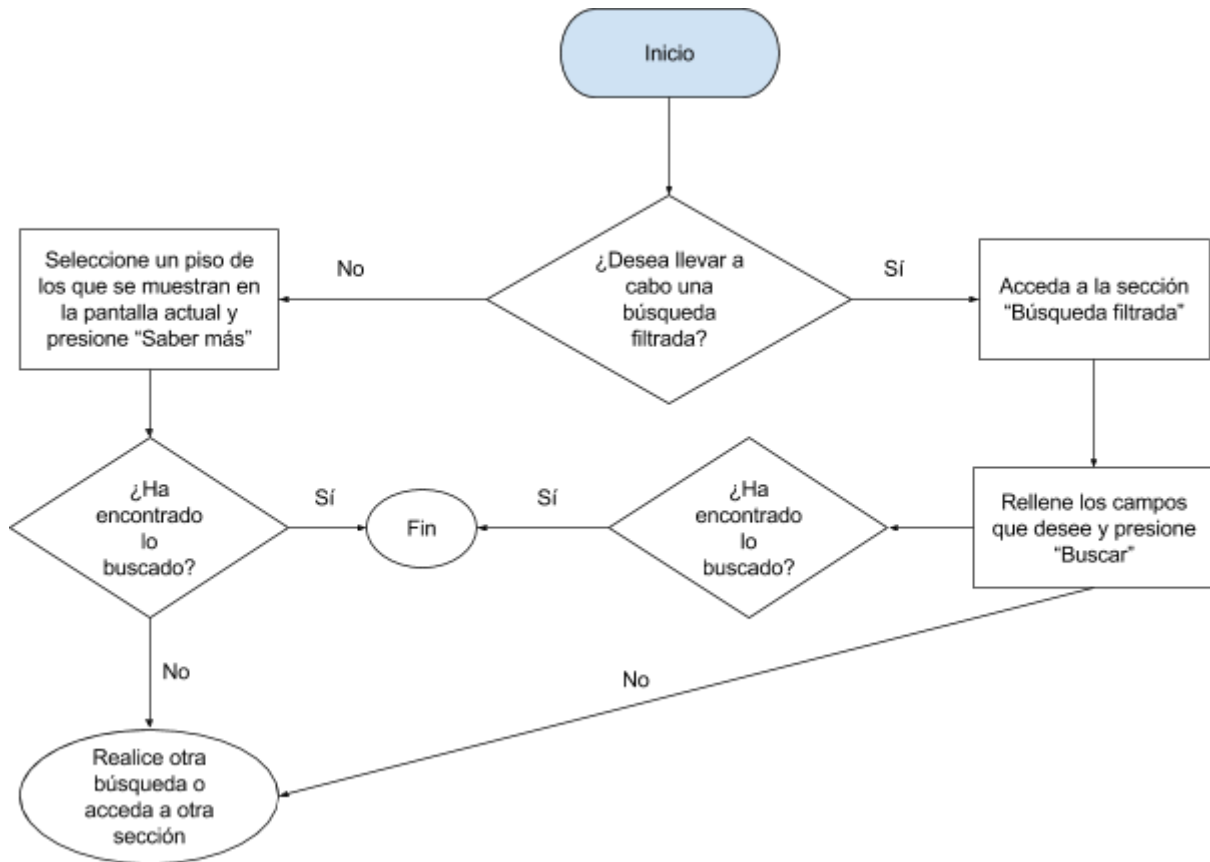 Inicio
¿Desea llevar a
cabo una
búsqueda
filtrada?
No
Sí
Seleccione un piso de
los que se muestran en
la pantalla actual y
presione “Saber más”
Acceda a la sección
“Búsqueda filtrada”
¿Ha
encontrado
lo
buscado?
Sí
Fin
Sí
¿Ha
encontrado
lo
buscado?
Rellene los campos
que desee y presione
“Buscar”
No
No
Realice otra
búsqueda o
acceda a otra
sección